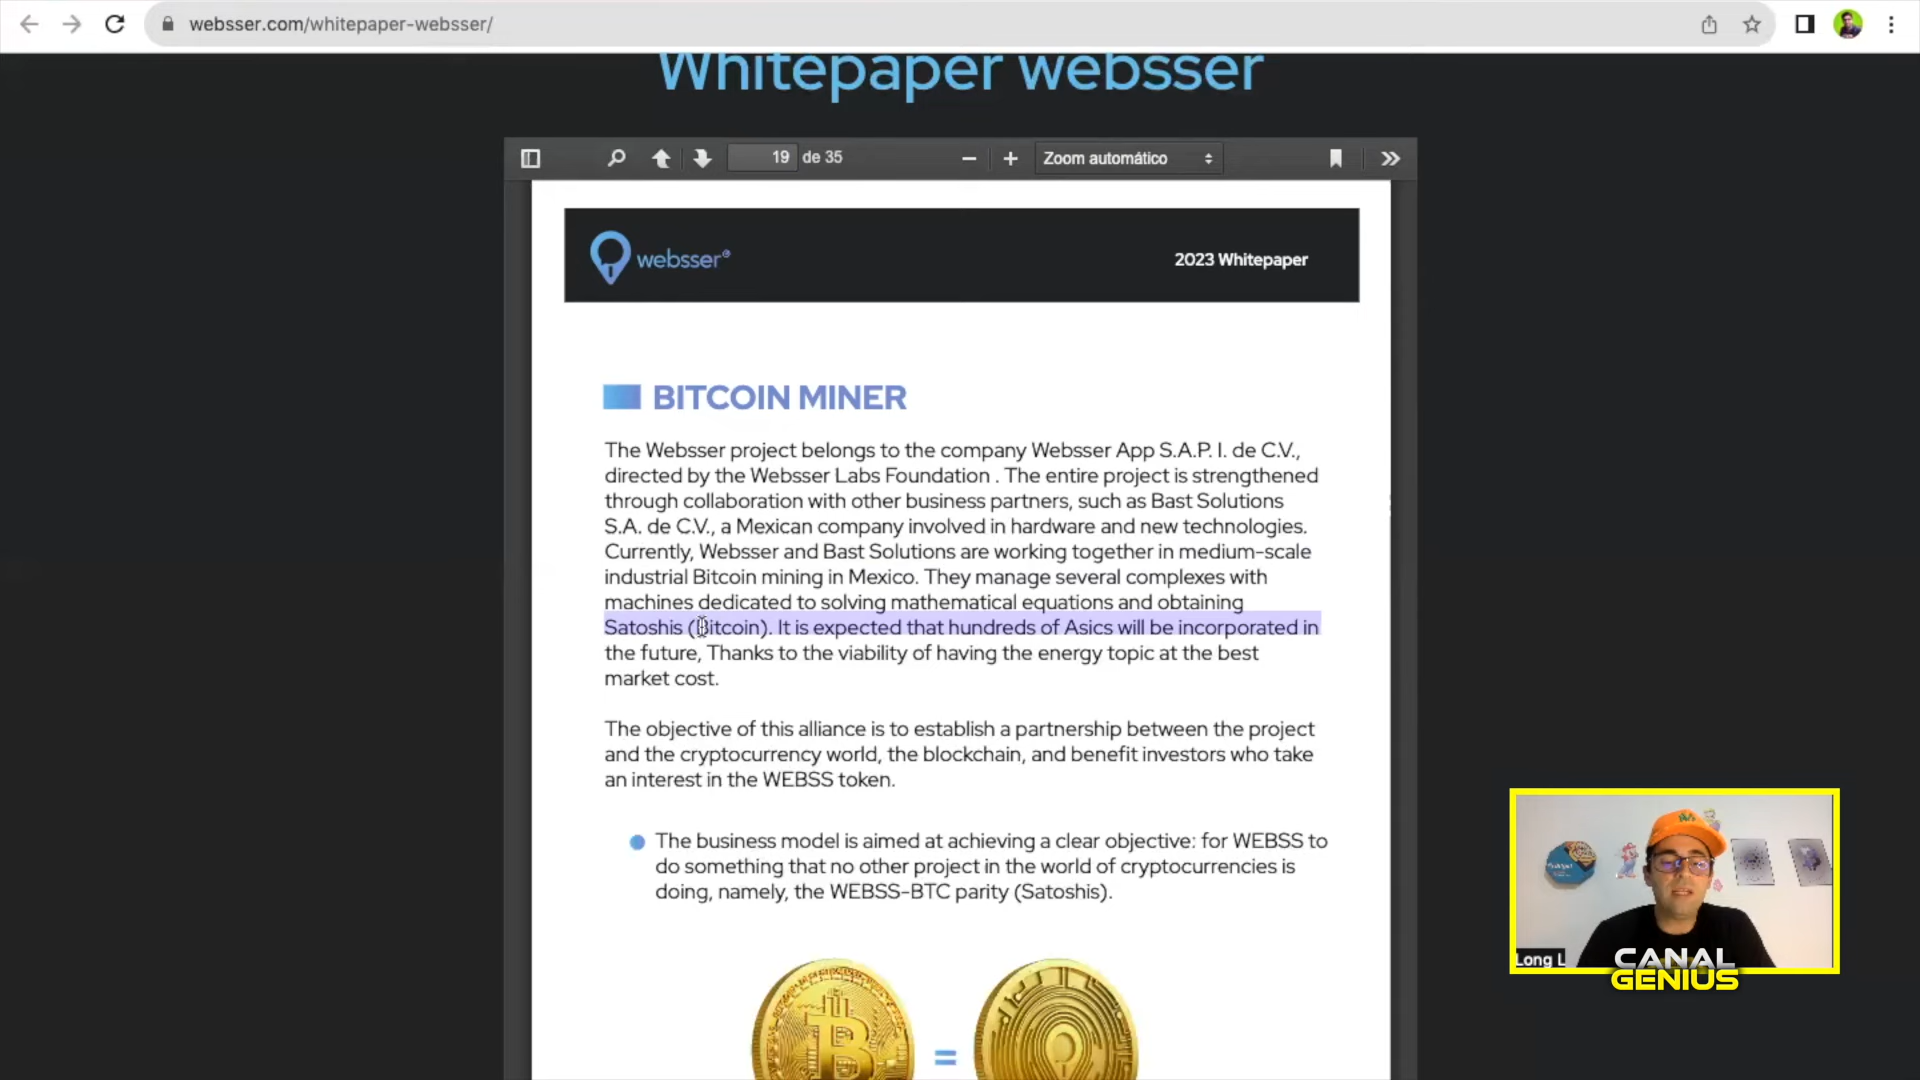 websser.com/whitepaper-websser/
Whitepaper websser
19 de 35
Zoom automático
websser®
2023 Whitepaper
BITCOIN MINER
The Websser project belongs to the company Websser App S.A.P. I. de C.V.,
directed by the Websser Labs Foundation . The entire project is strengthened
through collaboration with other business partners, such as Bast Solutions
S.A. de C.V., a Mexican company involved in hardware and new technologies.
Currently, Websser and Bast Solutions are working together in medium-scale
industrial Bitcoin mining in Mexico. They manage several complexes with
machines dedicated to solving mathematical equations and obtaining
Satoshis (Bitcoin). It is expected that hundreds of Asics will be incorporated in
the future, Thanks to the viability of having the energy topic at the best
market cost.
The objective of this alliance is to establish a partnership between the project
and the cryptocurrency world, the blockchain, and benefit investors who take
an interest in the WEBSS token.
The business model is aimed at achieving a clear objective: for WEBSS to
do something that no other project in the world of cryptocurrencies is
doing, namely, the WEBSS-BTC parity (Satoshis).
=
Long L
CANAL
GENIUS